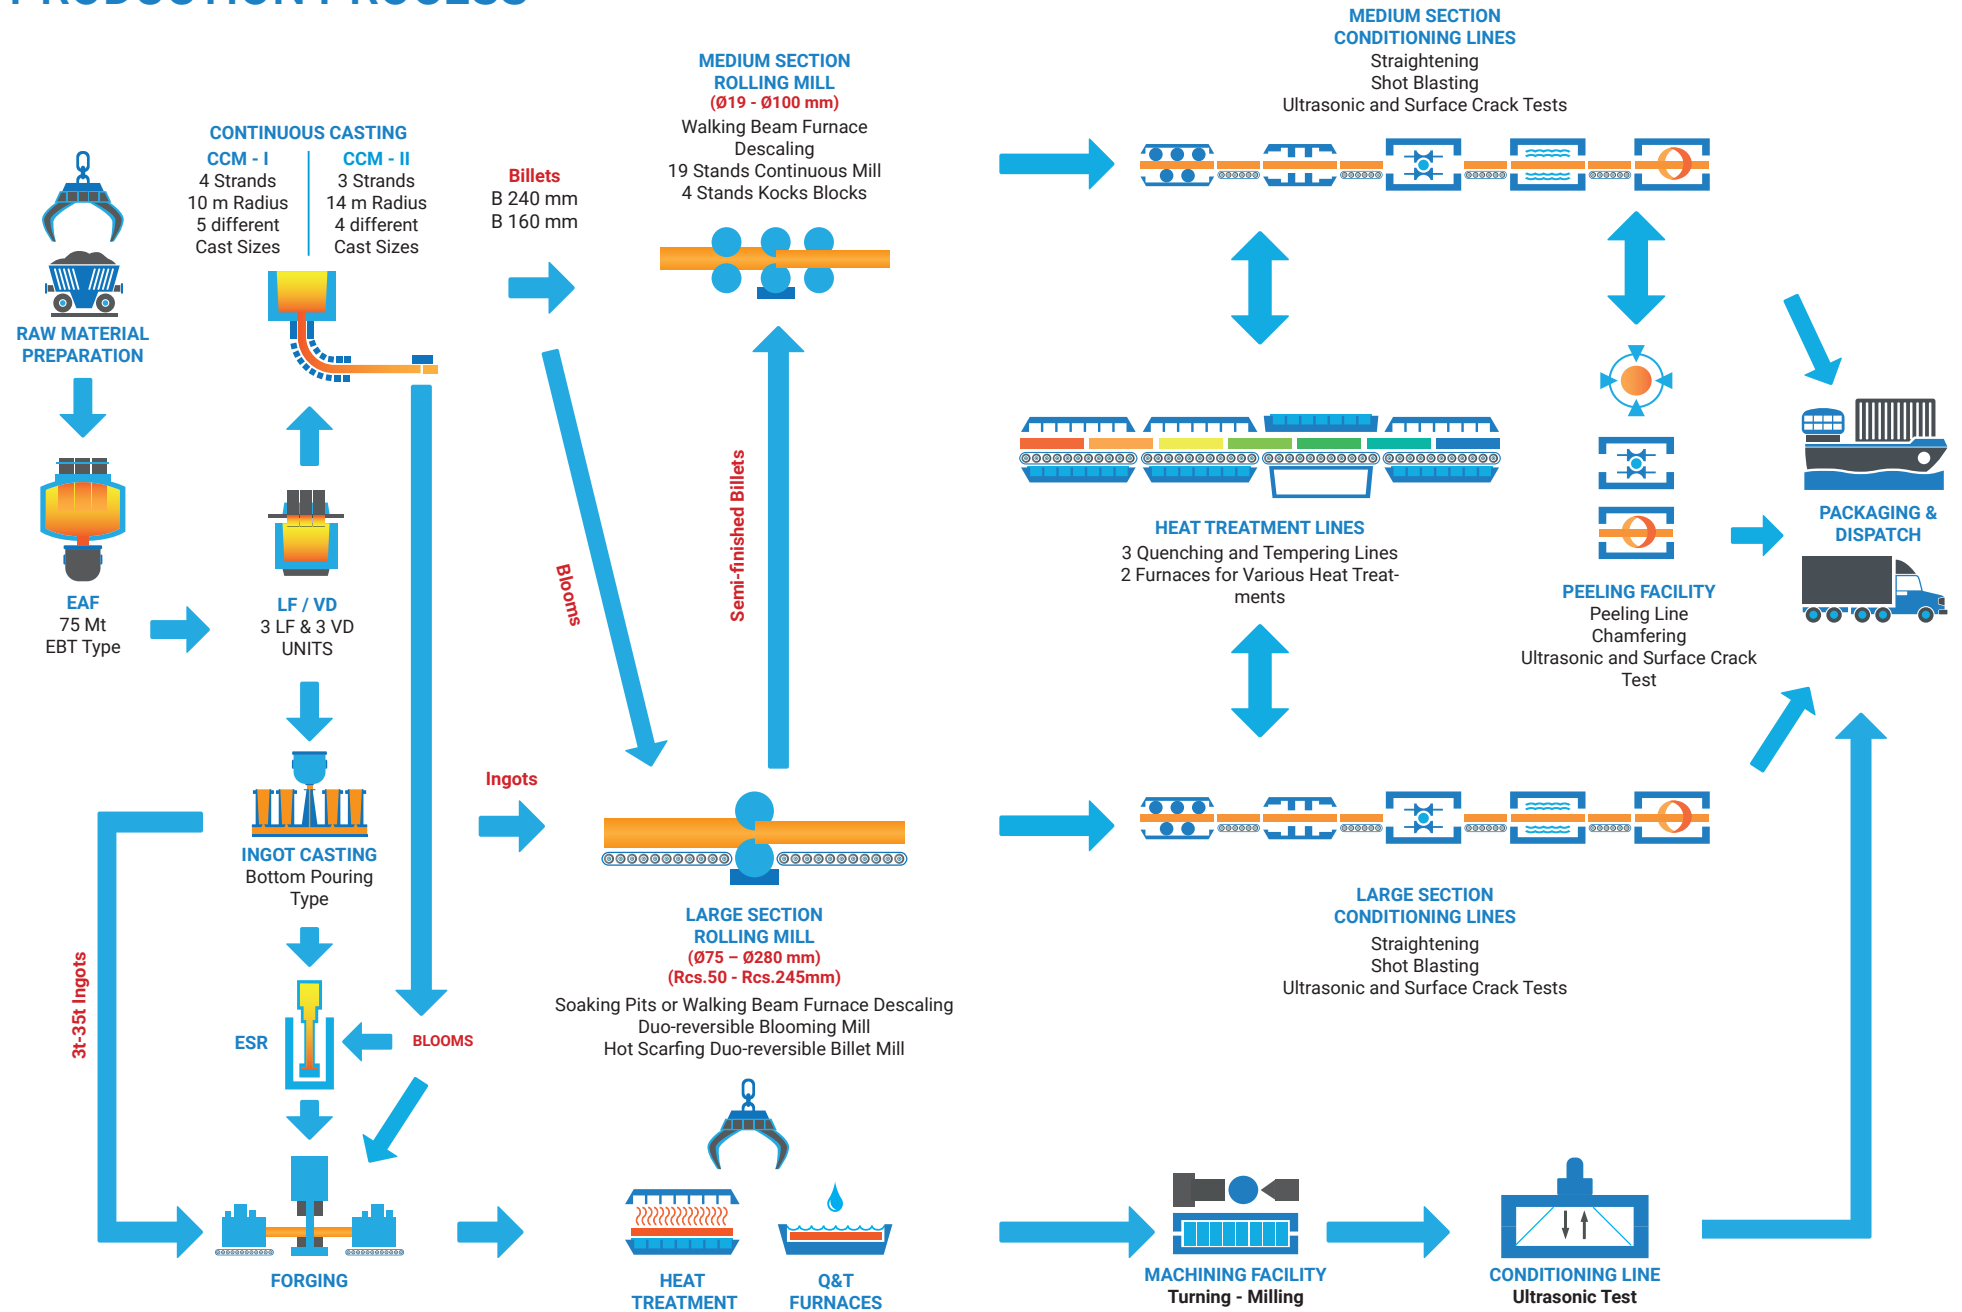 PRODUCTION PROCESS
RAW MATERIAL
PREPARATION
EAF
75 Mt
EBT Type
CONTINUOUS CASTING
CCM - I
4 Strands
10 m Radius
5 different
Cast Sizes
CCM - II
3 Strands
14 m Radius
4 different
Cast Sizes
LF / VD
3 LF & 3 VD
UNITS
INGOT CASTING
Bottom Pouring
Type
3t-35t Ingots
ESR
BLOOMS
FORGING
Billets
B 240 mm
B 160 mm
Blooms
Ingots
Semi-finished Billets
MEDIUM SECTION
ROLLING MILL
(Ø19 - Ø100 mm)
Walking Beam Furnace
Descaling
19 Stands Continuous Mill
4 Stands Kocks Blocks
LARGE SECTION
ROLLING MILL
(Ø75 – Ø280 mm)
(Rcs.50 - Rcs.245mm)
Soaking Pits or Walking Beam Furnace Descaling
Duo-reversible Blooming Mill
Hot Scarfing Duo-reversible Billet Mill
HEAT
TREATMENT
Q&T
FURNACES
MEDIUM SECTION
CONDITIONING LINES
Straightening
Shot Blasting
Ultrasonic and Surface Crack Tests
HEAT TREATMENT LINES
3 Quenching and Tempering Lines
2 Furnaces for Various Heat Treat-
ments
PEELING FACILITY
Peeling Line
Chamfering
Ultrasonic and Surface Crack
Test
PACKAGING &
DISPATCH
LARGE SECTION
CONDITIONING LINES
Straightening
Shot Blasting
Ultrasonic and Surface Crack Tests
MACHINING FACILITY
Turning - Milling
CONDITIONING LINE
Ultrasonic Test